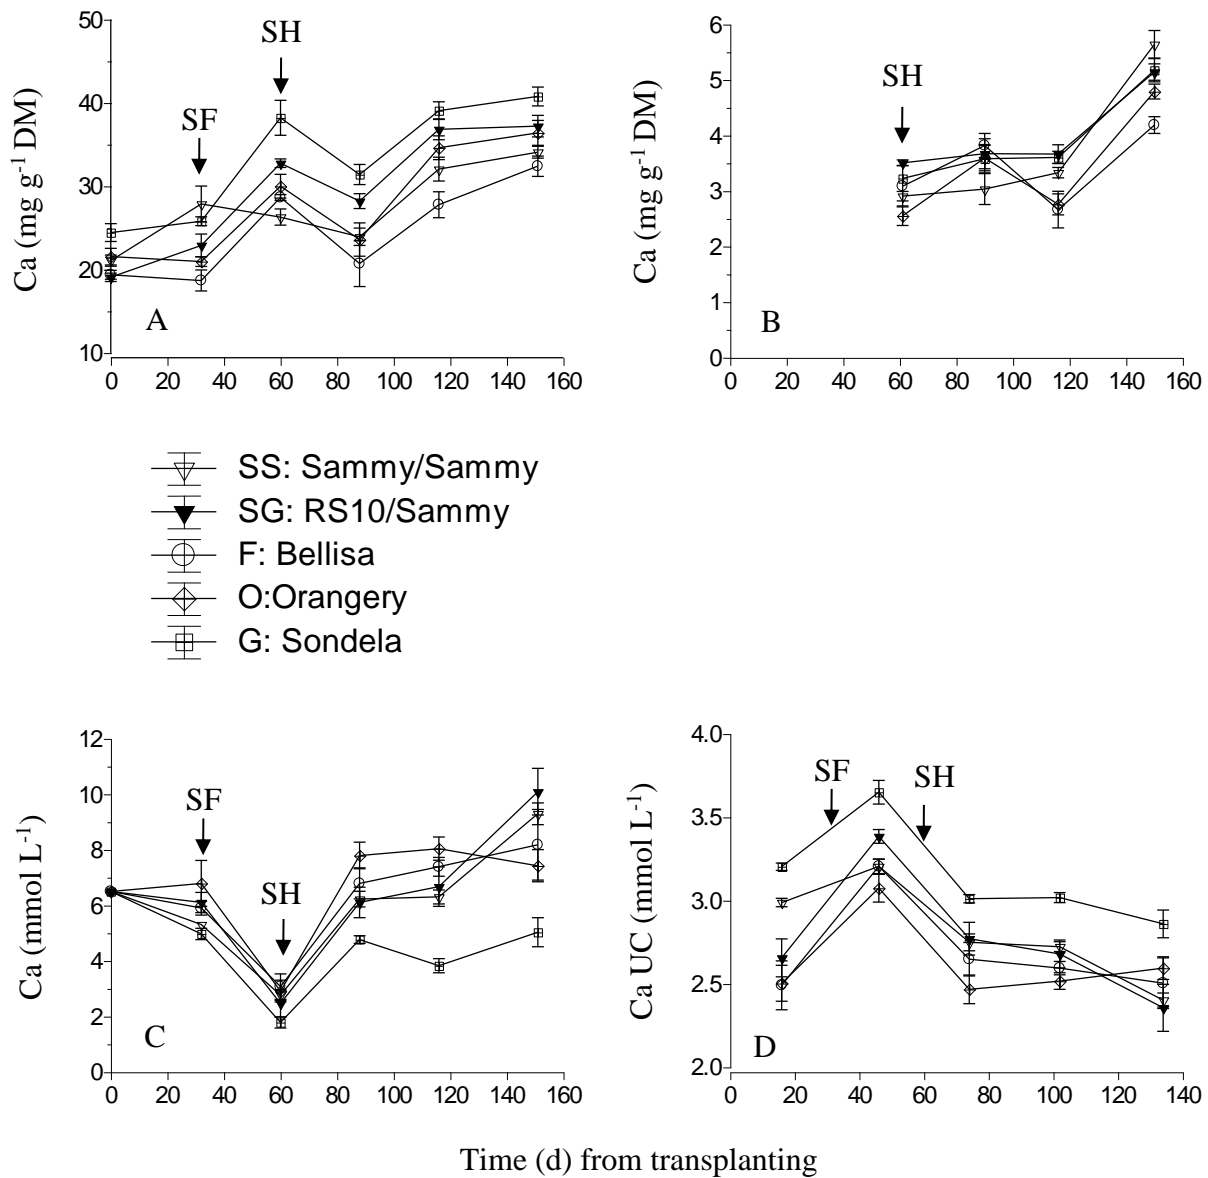 50
40
30
20
10
Ca (mg g-1 DM)
SF
SH
A
0 20 40 60 80 100 120 140 160
6
5
4
3
2
1
0
Ca (mg g-1 DM)
SH
B
0 20 40 60 80 100 120 140 160
SS: Sammy/Sammy
SG: RS10/Sammy
F: Bellisa
O:Orangery
G: Sondela
12
10
8
6
4
2
0
Ca (mmol L-1)
SF
SH
C
0 20 40 60 80 100 120 140 160
4.0
3.5
3.0
2.5
2.0
Ca UC (mmol L-1)
SF
SH
D
0 20 40 60 80 100 120 140
Time (d) from transplanting